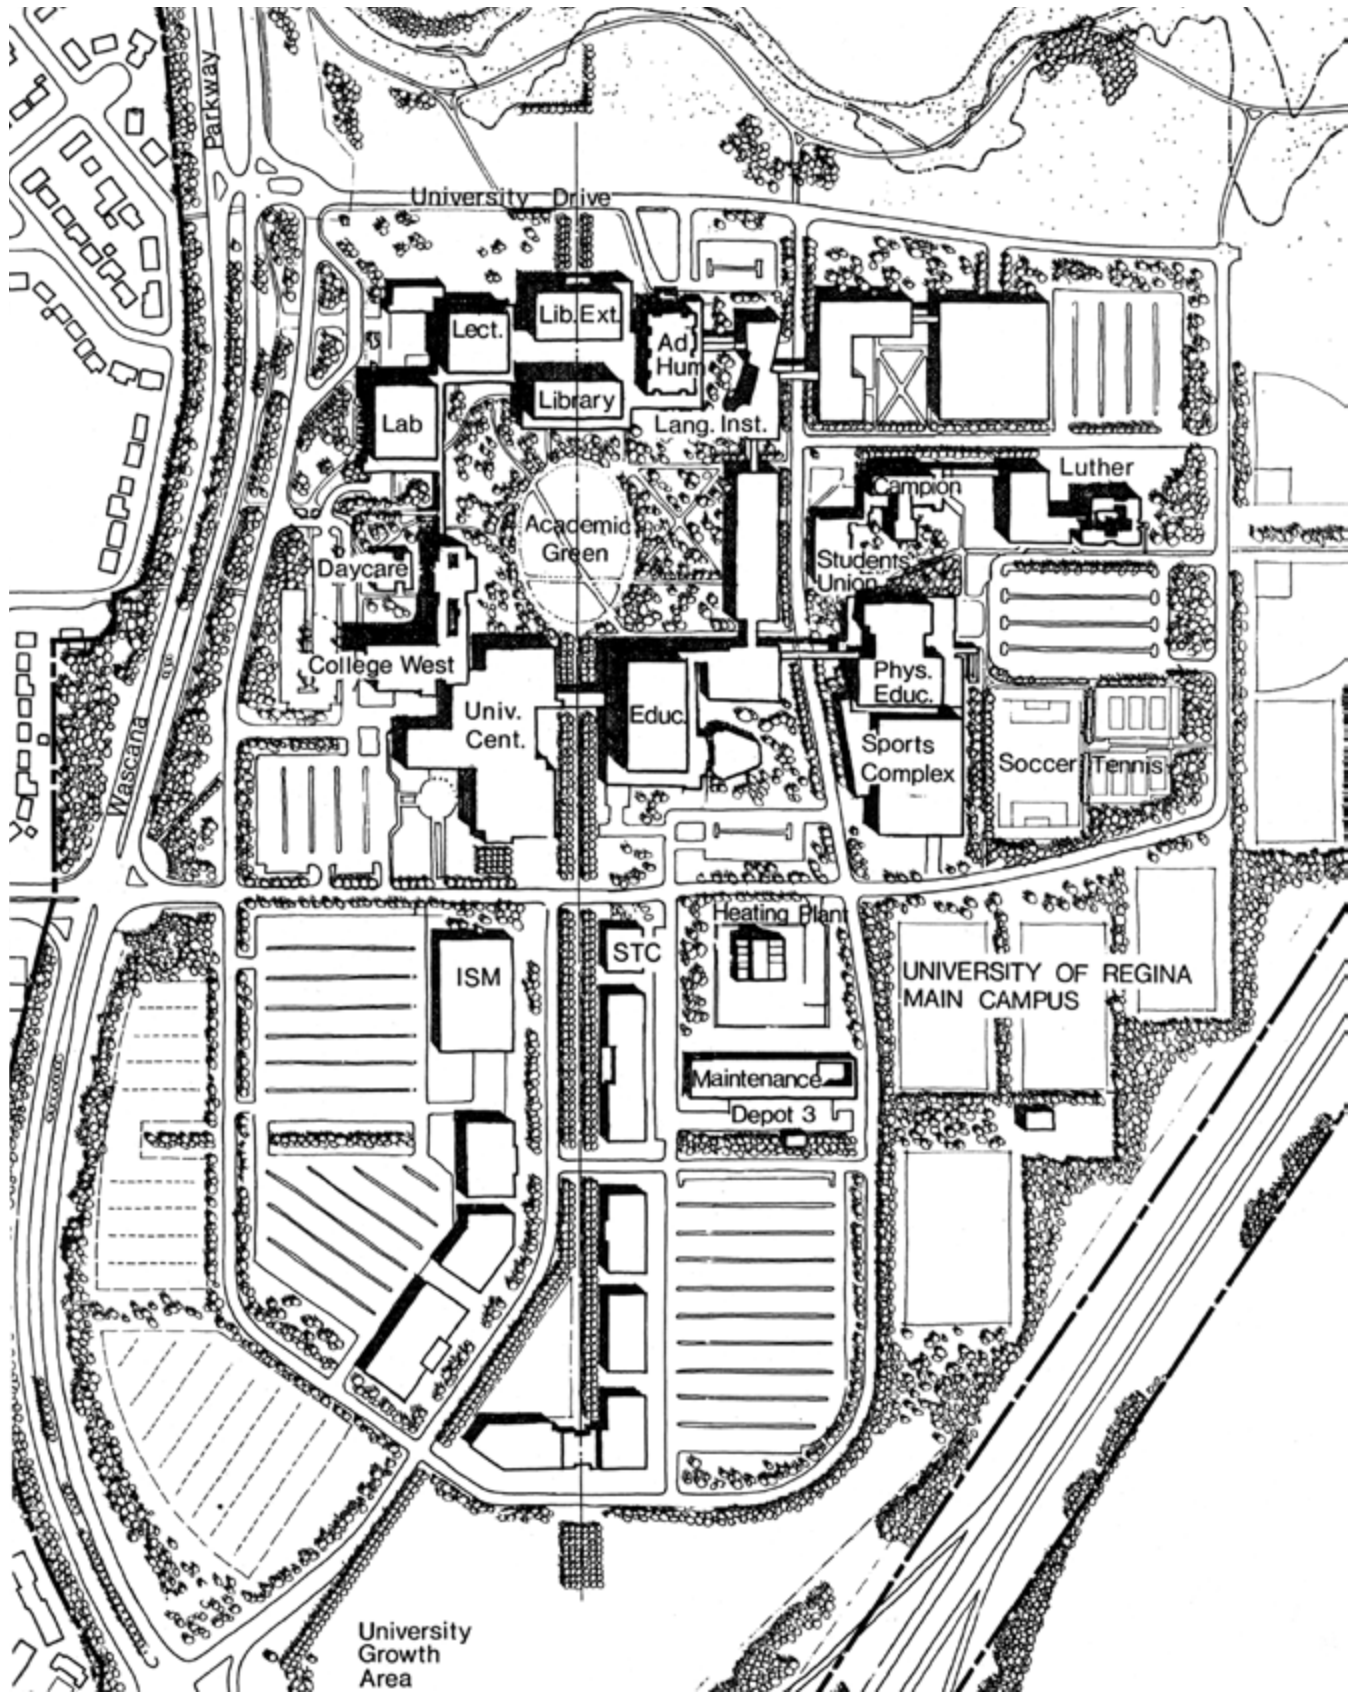 Parkway
University Drive
Lect.
Lib. Ext.
Ad
Hum
Library
Lab
Lang. Inst.
Luther
Campion
Academic
Green
Students'
Union
Daycare
College West
Phys.
Educ.
Univ.
Cent.
Educ.
Sports
Complex
Soccer
Tennis
Wascana
Heating Plant
STC
ISM
UNIVERSITY OF REGINA
MAIN CAMPUS
Maintenance
Depot 3
University
Growth
Area